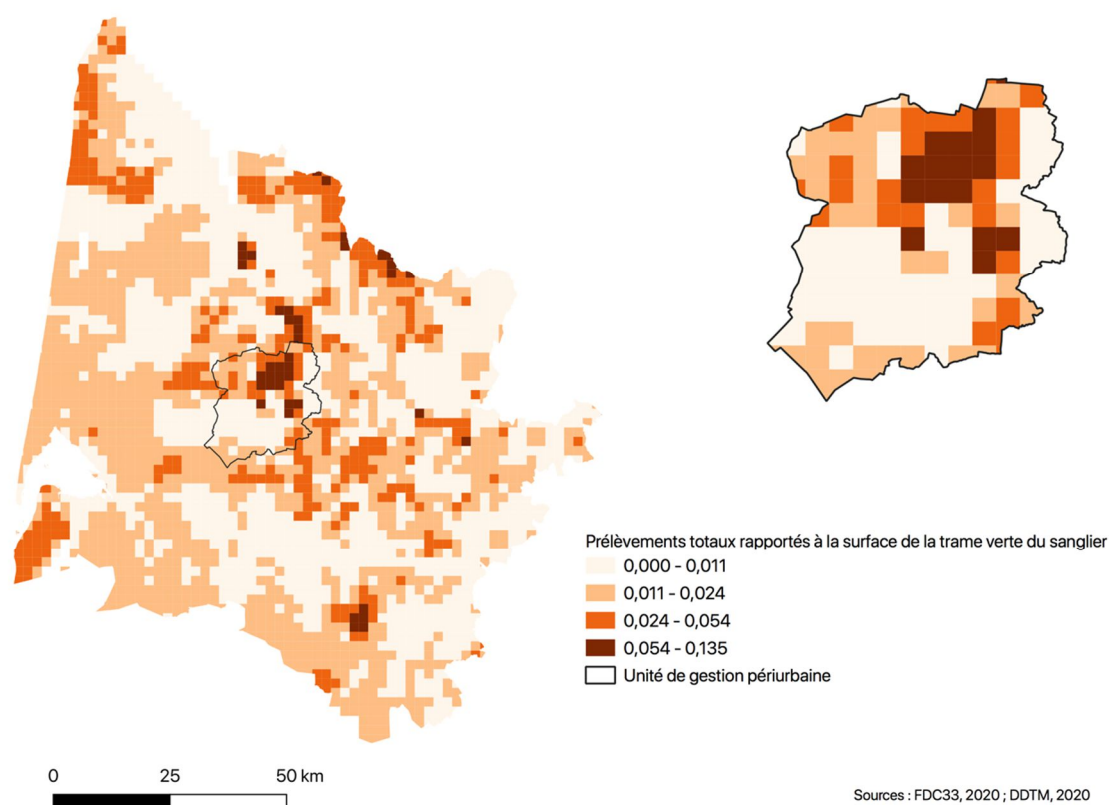 Prélèvements totaux rapportés à la surface de la trame verte du sanglier
0,000 - 0,011
0,011 - 0,024
0,024 - 0,054
0,054 - 0,135
Unité de gestion périurbaine
0 25 50 km
Sources : FDC33, 2020 ; DDTM, 2020